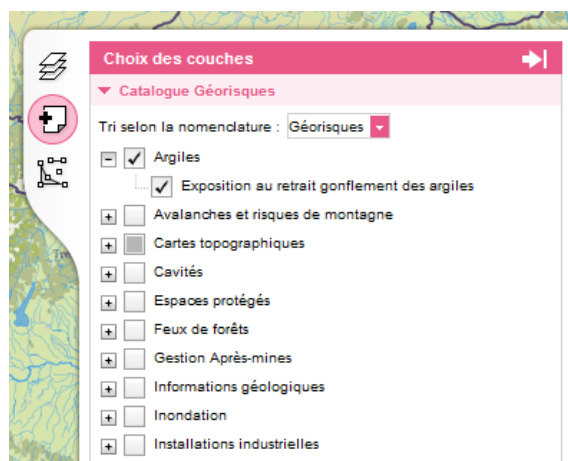 Choix des couches
Catalogue Géorisques
Tri selon la nomenclature : Géorisques
Argiles
Exposition au retrait gonflement des argiles
Avalanches et risques de montagne
Cartes topographiques
Cavités
Espaces protégés
Feux de forêts
Gestion Après-mines
Informations géologiques
Inondation
Installations industrielles